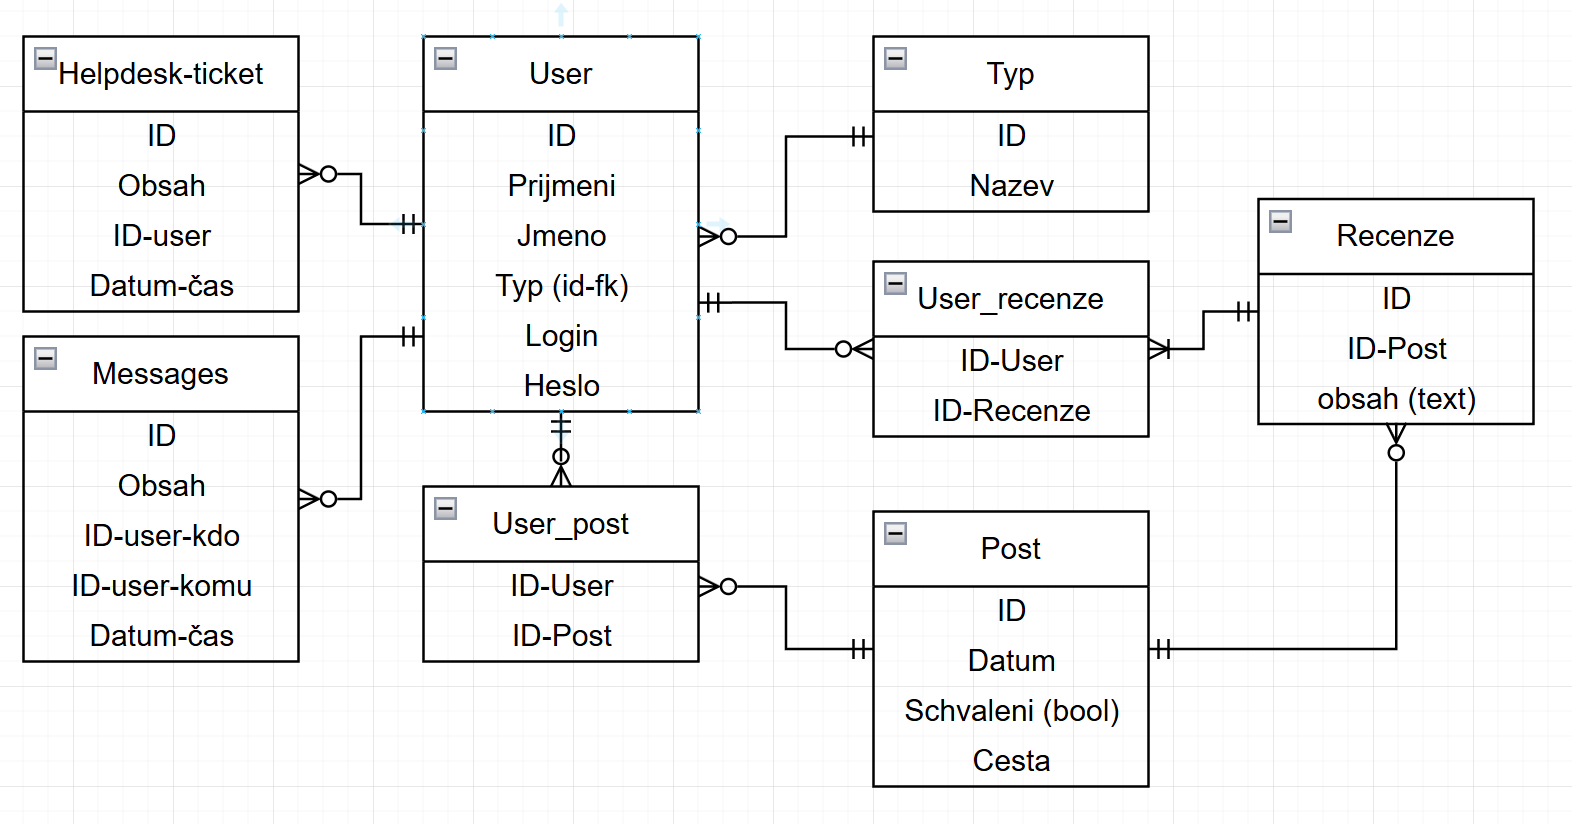 Helpdesk-ticket
ID
Obsah
ID-user
Datum-čas
Messages
ID
Obsah
ID-user-kdo
ID-user-komu
Datum-čas
User
ID
Prijmeni
Jmeno
Typ (id-fk)
Login
Heslo
User_post
ID-User
ID-Post
Typ
ID
Nazev
User_recenze
ID-User
ID-Recenze
Post
ID
Datum
Schvaleni (bool)
Cesta
Recenze
ID
ID-Post
obsah (text)